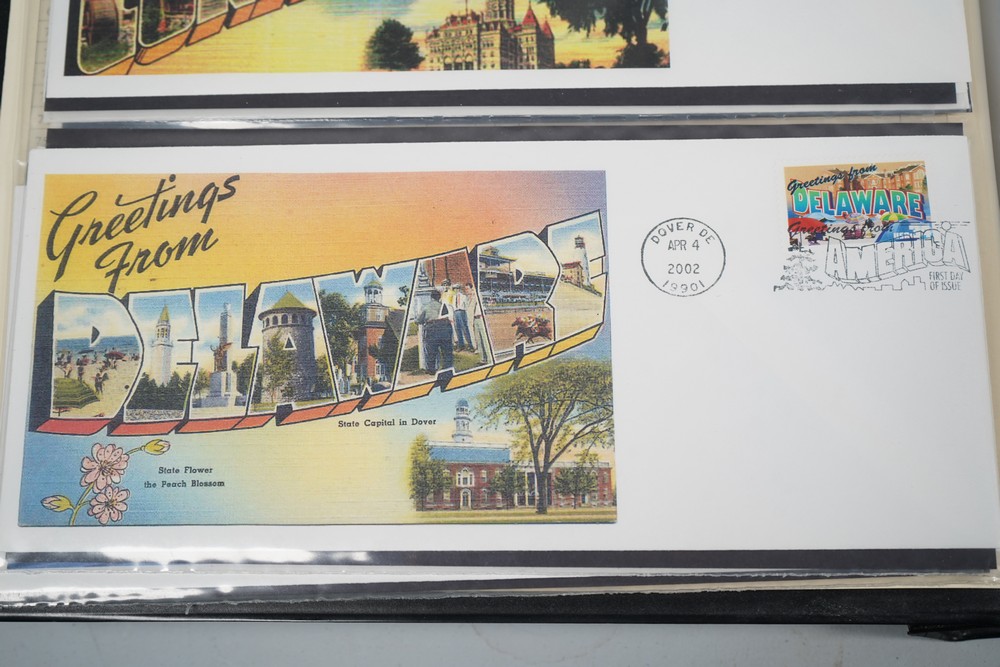 Greetings
From
DELAWARE
State Capital in Dover
State Flower
the Peach Blossom
DOVER DE
APR 4
2002
19901
Greetings from
DELAWARE
Greetings from
AMERICA
FIRST DAY
OF ISSUE